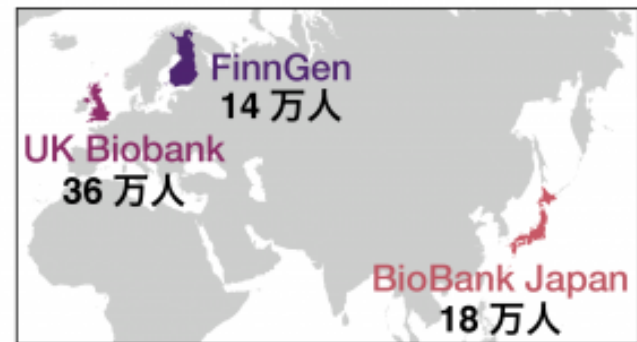 FinnGen
14 万人
UK Biobank
36 万人
BioBank Japan
18 万人